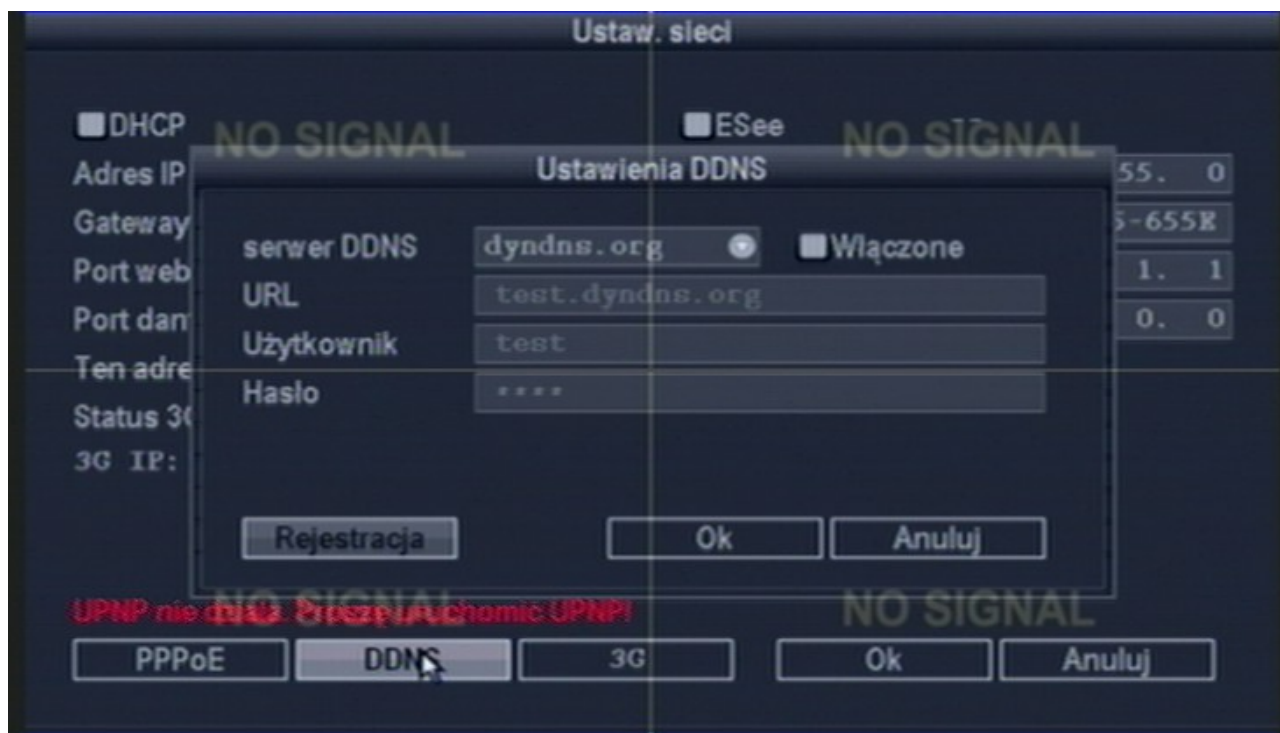 Ustaw. sieci
DHCP
ESee
NO SIGNAL
NO SIGNAL
Adres IP
Ustawienia DDNS
55. 0
Gateway
5-655E
serwer DDNS
dyndns.org
Włączone
Port web
1. 1
URL
test.dyndns.org
Port dan
0. 0
Użytkownik
test
Ten adre
Hasło
****
Status 3G
3G IP:
Rejestracja
Ok
Anuluj
UPNP nie działa. Proszę uruchomić UPNP!
NO SIGNAL
NO SIGNAL
PPPoE
DDNS
3G
Ok
Anuluj